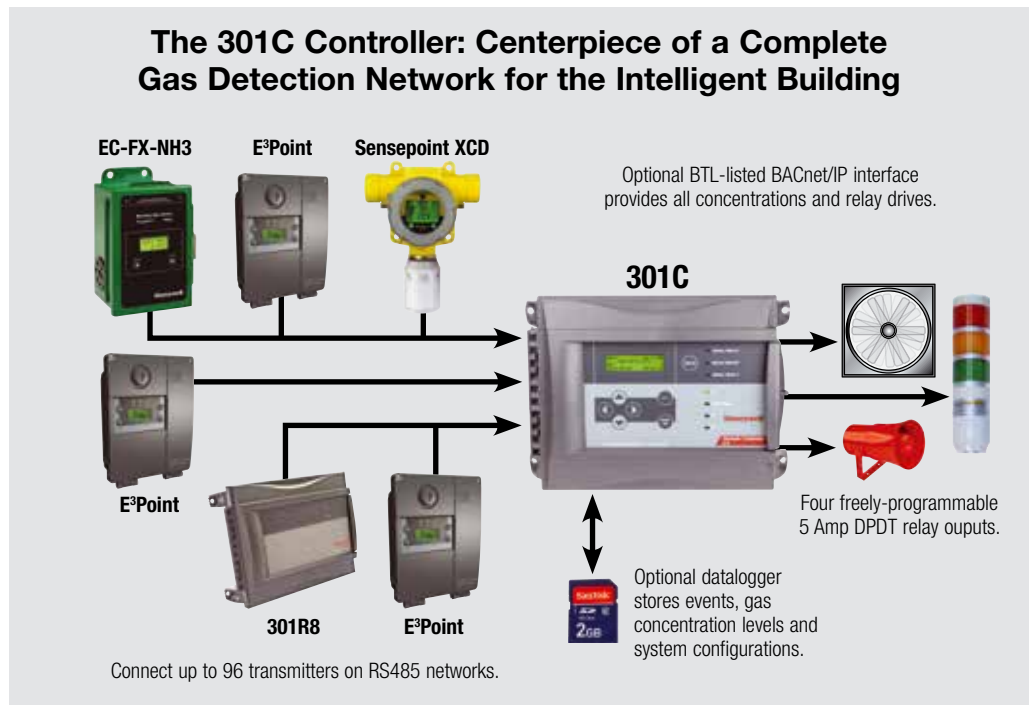 The 301C Controller: Centerpiece of a Complete
Gas Detection Network for the Intelligent Building
EC-FX-NH3
E³Point
Sensepoint XCD
Optional BTL-listed BACnet/IP interface
provides all concentrations and relay drives.
301C
E³Point
Four freely-programmable
5 Amp DPDT relay ouputs.
301R8
E³Point
SanDisk
2GB
Optional datalogger
stores events, gas
concentration levels and
system configurations.
Connect up to 96 transmitters on RS485 networks.